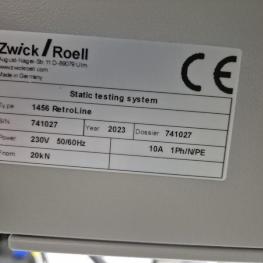 Zwick / Roell
August-Nagel-Str. 11 D-89079 Ulm
www.zwickroell.com
Made in Germany
CE
Static testing system
Type 1456 RetroLine
S/N 741027 Year 2023 Dossier 741027
Power 230V 50/60Hz 10A 1Ph/N/PE
Fnom 20kN